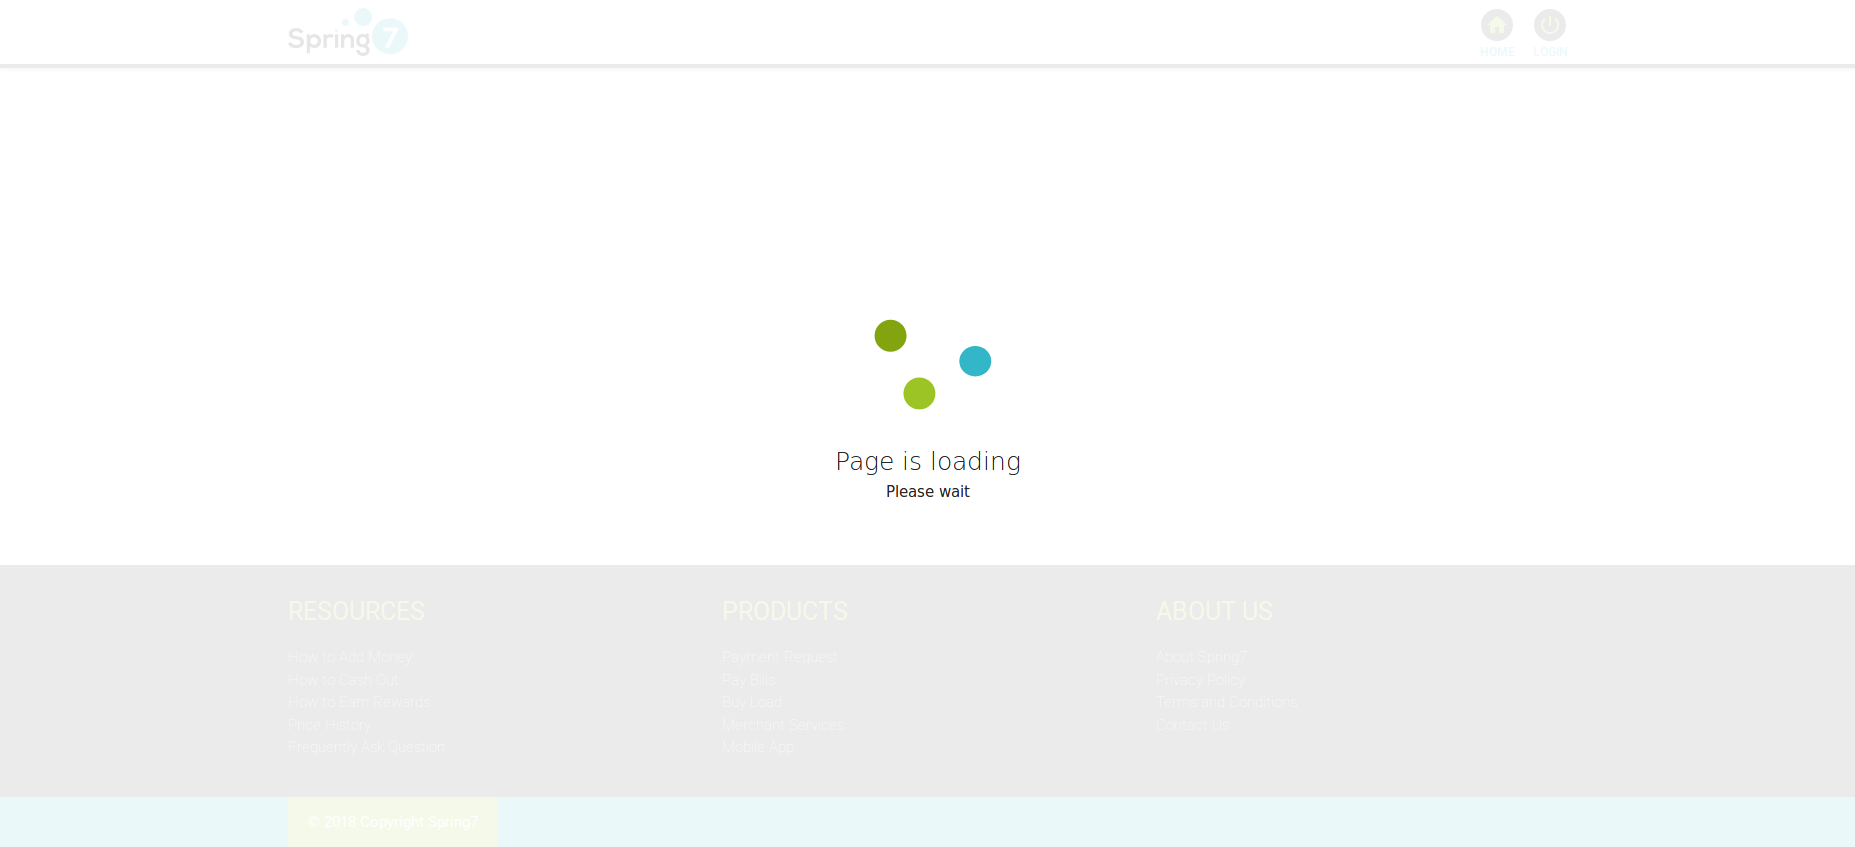 Spring7
HOME LOGIN
Page is loading
Please wait
RESOURCES
How to Add Money
How to Cash Out
How to Earn Rewards
Price History
Frequently Ask Question
PRODUCTS
Payment Request
Pay Bills
Buy Load
Merchant Services
Mobile App
ABOUT US
About Spring7
Privacy Policy
Terms and Conditions
Contact Us
© 2018 Copyright Spring7